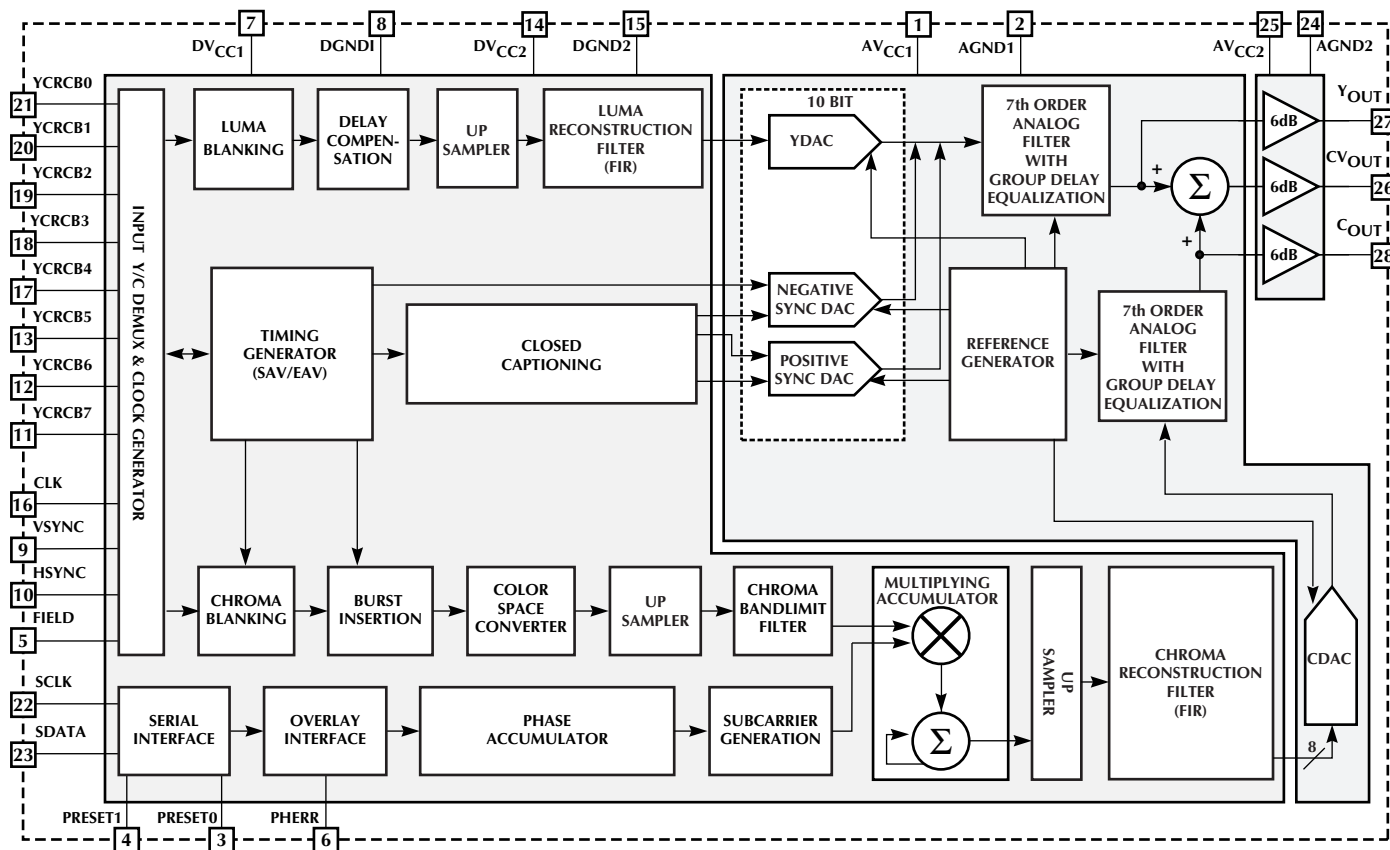 7
8
14
15
1
2
25
24
DVCC1
DGNDI
DVCC2
DGND2
AVCC1
AGND1
AVCC2
AGND2
YCRCB0
21
YCRCB1
20
YCRCB2
19
YCRCB3
18
YCRCB4
17
YCRCB5
13
YCRCB6
12
YCRCB7
11
CLK
16
VSYNC
9
HSYNC
10
FIELD
5
SCLK
22
SDATA
23
INPUT Y/C DEMUX & CLOCK GENERATOR
LUMA
BLANKING
DELAY
COMPEN-
SATION
UP
SAMPLER
LUMA
RECONSTRUCTION
FILTER
(FIR)
10 BIT
YDAC
7th ORDER
ANALOG
FILTER
WITH
GROUP DELAY
EQUALIZATION
+
Σ
+
6dB
6dB
6dB
YOUT
27
CVOUT
26
COUT
28
TIMING
GENERATOR
(SAV/EAV)
CLOSED
CAPTIONING
NEGATIVE
SYNC DAC
POSITIVE
SYNC DAC
REFERENCE
GENERATOR
7th ORDER
ANALOG
FILTER
WITH
GROUP DELAY
EQUALIZATION
CHROMA
BLANKING
BURST
INSERTION
COLOR
SPACE
CONVERTER
UP
SAMPLER
CHROMA
BANDLIMIT
FILTER
MULTIPLYING
ACCUMULATOR
Σ
UP
SAMPLER
CHROMA
RECONSTRUCTION
FILTER
(FIR)
CDAC
8
SERIAL
INTERFACE
OVERLAY
INTERFACE
PHASE
ACCUMULATOR
SUBCARRIER
GENERATION
PRESET1
4
PRESET0
3
PHERR
6